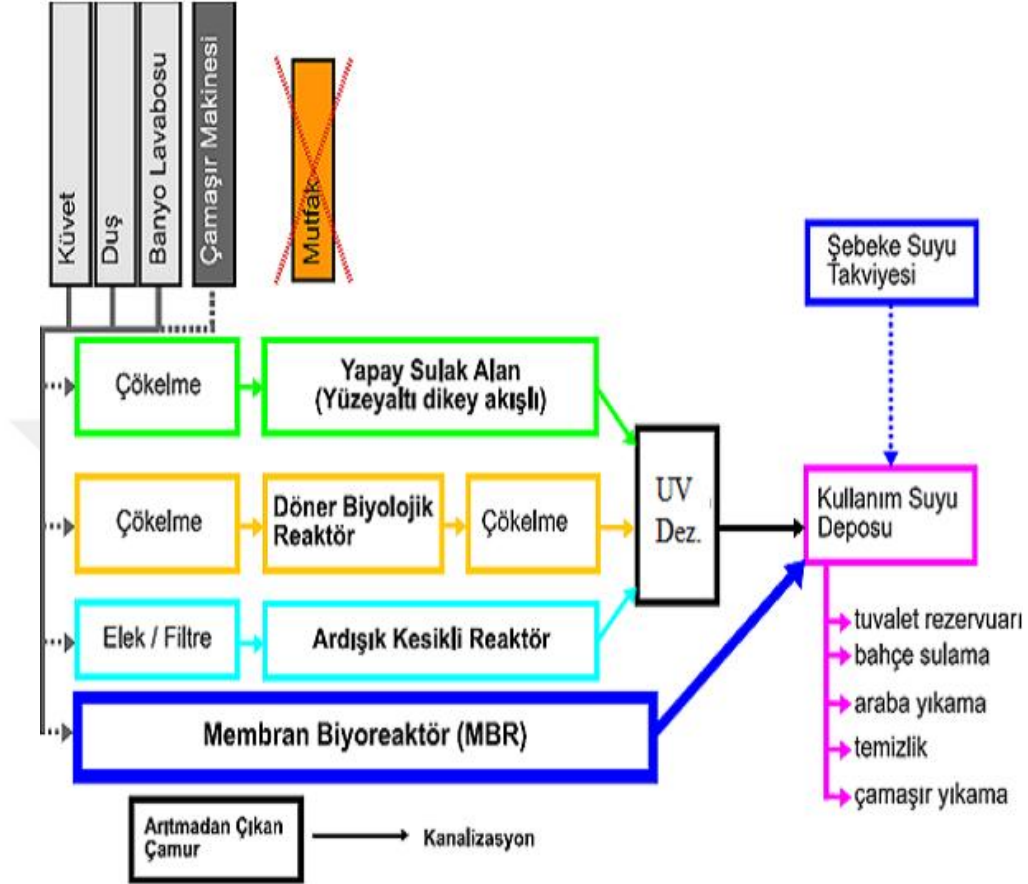 Küvet
Duş
Banyo Lavabosu
Çamaşır Makinesi
Mutfak
Şebeke Suyu
Takviyesi
Çökelme
Yapay Sulak Alan
(Yüzeyaltı dikey akışlı)
Çökelme
Döner Biyolojik
Reaktör
Çökelme
UV
Dez.
Kullanım Suyu
Deposu
Elek / Filtre
Ardışık Kesikli Reaktör
Membran Biyoreaktör (MBR)
tuvalet rezervuarı
bahçe sulama
araba yıkama
temizlik
çamaşır yıkama
Arıtmadan Çıkan
Çamur
Kanalizasyon